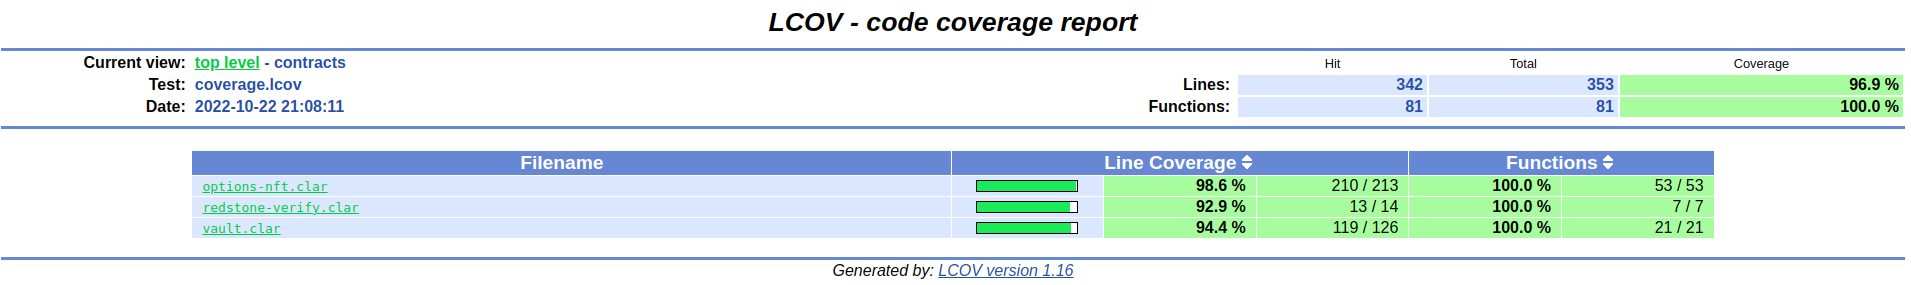 LCOV - code coverage report
Current view: top level - contracts Hit Total Coverage
Test: coverage.lcov Lines: 342 353 96.9 %
Date: 2022-10-22 21:08:11 Functions: 81 81 100.0 %
Filename Line Coverage Functions
options-nft.clar 98.6 % 210 / 213 100.0 % 53 / 53
redstone-verify.clar 92.9 % 13 / 14 100.0 % 7 / 7
vault.clar 94.4 % 119 / 126 100.0 % 21 / 21
Generated by: LCOV version 1.16